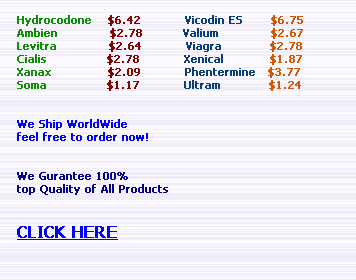 Hydrocodone $6.42 Vicodin ES $6.75
Ambien $2.78 Valium $2.67
Levitra $2.64 Viagra $2.78
Cialis $2.78 Xenical $1.87
Xanax $2.09 Phentermine $3.77
Soma $1.17 Ultram $1.24
We Ship WorldWide
feel free to order now!
We Gurantee 100%
top Quality of All Products
CLICK HERE